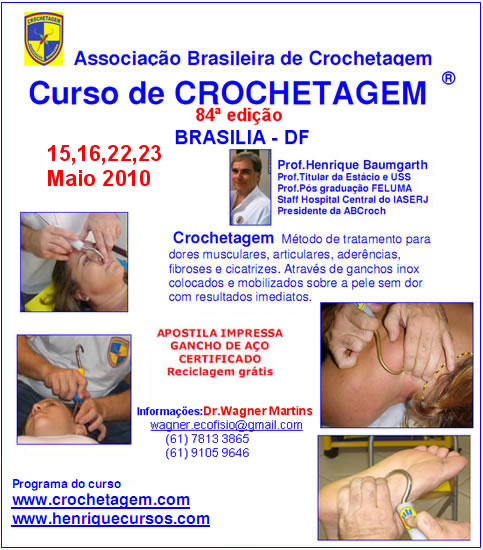 CROCHETAGEM
Associação Brasileira de Crochetagem
Curso de CROCHETAGEM ®
84ª edição
BRASILIA - DF
15,16,22,23
Maio 2010
Prof.Henrique Baumgarth
Prof.Titular da Estácio e USS
Prof.Pós graduação FELUMA
Staff Hospital Central do IASERJ
Presidente da ABCroch
Crochetagem Método de tratamento para
dores musculares, articulares, aderências,
fibroses e cicatrizes. Através de ganchos inox
colocados e mobilizados sobre a pele sem dor
com resultados imediatos.
APOSTILA IMPRESSA
GANCHO DE AÇO
CERTIFICADO
Reciclagem grátis
Informações:Dr.Wagner Martins
wagner.ecofisio@gmail.com
(61) 7813 3865
(61) 9105 9646
Programa do curso
www.crochetagem.com
www.henriquecursos.com